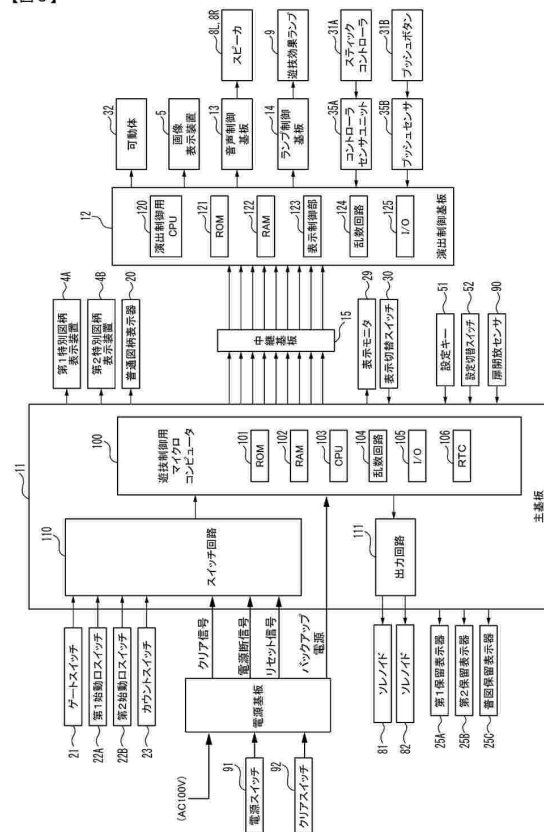 【図3】
11
4A
第1特別図柄
表示装置
4B
第2特別図柄
表示装置
20
普通図柄表示器
12
32
可動体
5
画像
表示装置
13
音声制御
基板
8L,8R
スピーカ
14
ランプ制御
基板
9
遊技効果ランプ
35A
コントローラ
センサユニット
31A
スティック
コントローラ
35B
プッシュセンサ
31B
プッシュボタン
120
演出制御用
CPU
121
ROM
122
RAM
123
表示制御部
124
乱数回路
125
I/O
演出制御基板
中継基板
15
29
表示モニタ
30
表示切替スイッチ
51
設定キー
52
設定切替スイッチ
90
扉開放センサ
100
遊技制御用
マイクロ
コンピュータ
101
ROM
102
RAM
103
CPU
104
乱数回路
105
I/O
106
RTC
主基板
110
スイッチ回路
111
出力回路
21
ゲートスイッチ
22A
第1始動口スイッチ
22B
第2始動口スイッチ
23
カウントスイッチ
クリア信号
電源断信号
リセット信号
バックアップ
電源
電源基板
(AC100V)
91
電源スイッチ
92
クリアスイッチ
81
ソレノイド
82
ソレノイド
25A
第1保留表示器
25B
第2保留表示器
25C
普図保留表示器